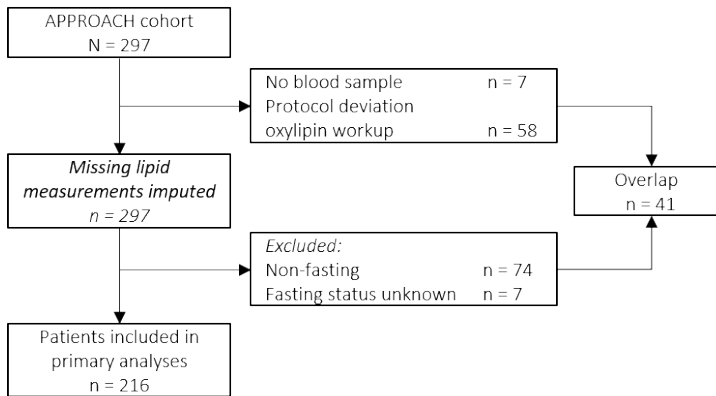 APPROACH cohort
N = 297
No blood sample n = 7
Protocol deviation
oxylipin workup n = 58
Missing lipid
measurements imputed
n = 297
Overlap
n = 41
Excluded:
Non-fasting n = 74
Fasting status unknown n = 7
Patients included in
primary analyses
n = 216